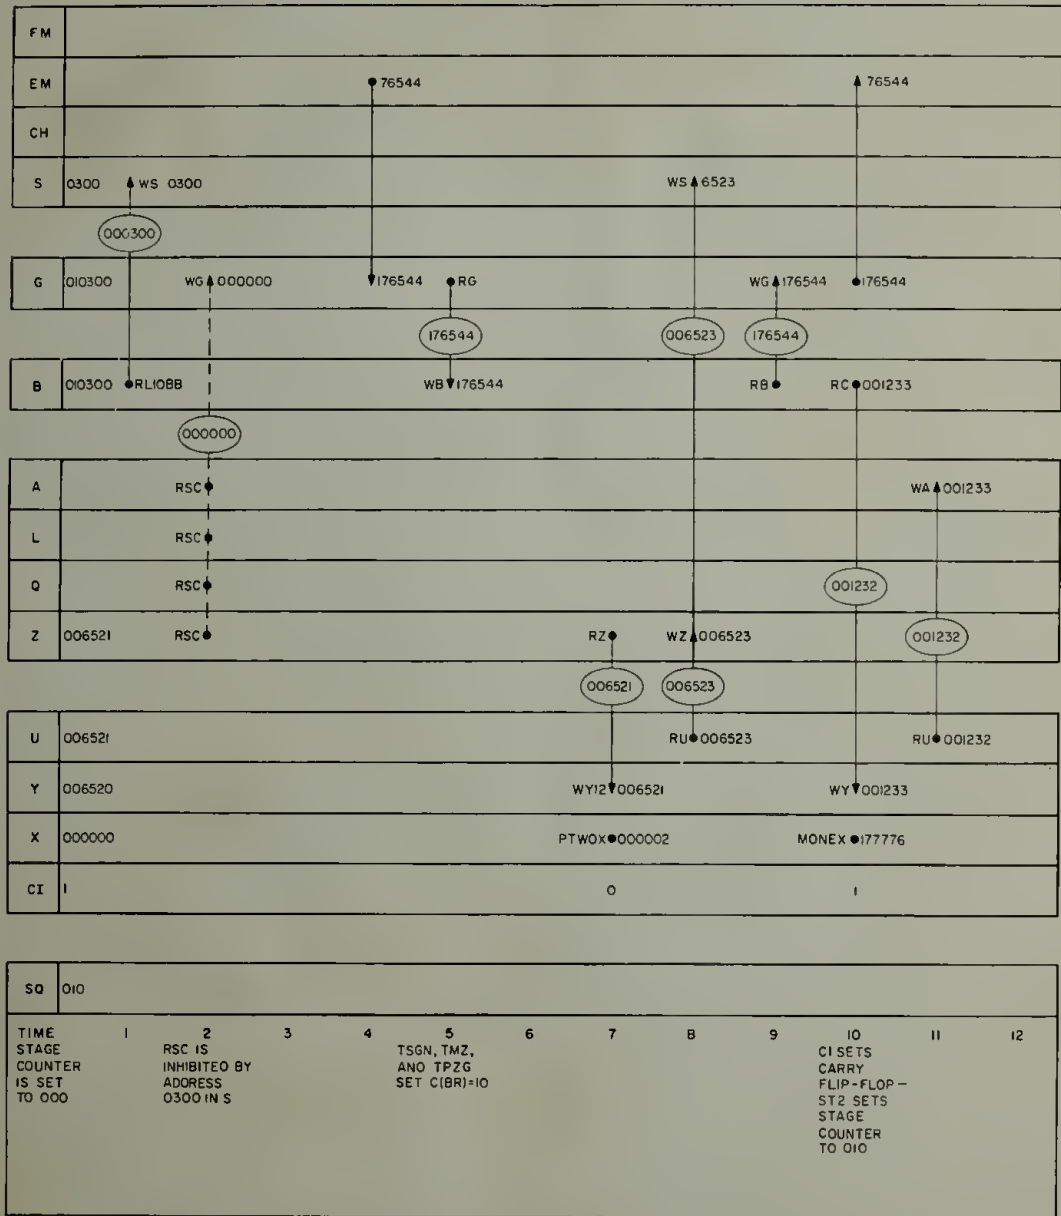 FM
EM 76544 76544
CH
S 0300 WS 0300 WS 6523
000300
G 010300 WG 000000 176544 RG WG 176544 176544
176544 006523 176544
B 010300 RL10BB WB 176544 RB RC 001233
000000
A RSC WA 001233
L RSC
Q RSC 001232
Z 006521 RSC RZ WZ 006523 001232
006521 006523
U 006521 RU 006523 RU 001232
Y 006520 WY12 006521 WY 001233
X 000000 PTWOX 000002 MONEX 177776
CI 1 0 1
SQ 010
TIME 1 2 3 4 5 6 7 8 9 10 11 12
STAGE RSC IS TSGN, TMZ, CI SETS
COUNTER INHIBITED BY AND TPZG CARRY
IS SET ADDRESS SET C(BR)=10 FLIP-FLOP –
TO 000 0300 IN S ST2 SETS
STAGE
COUNTER
TO 010